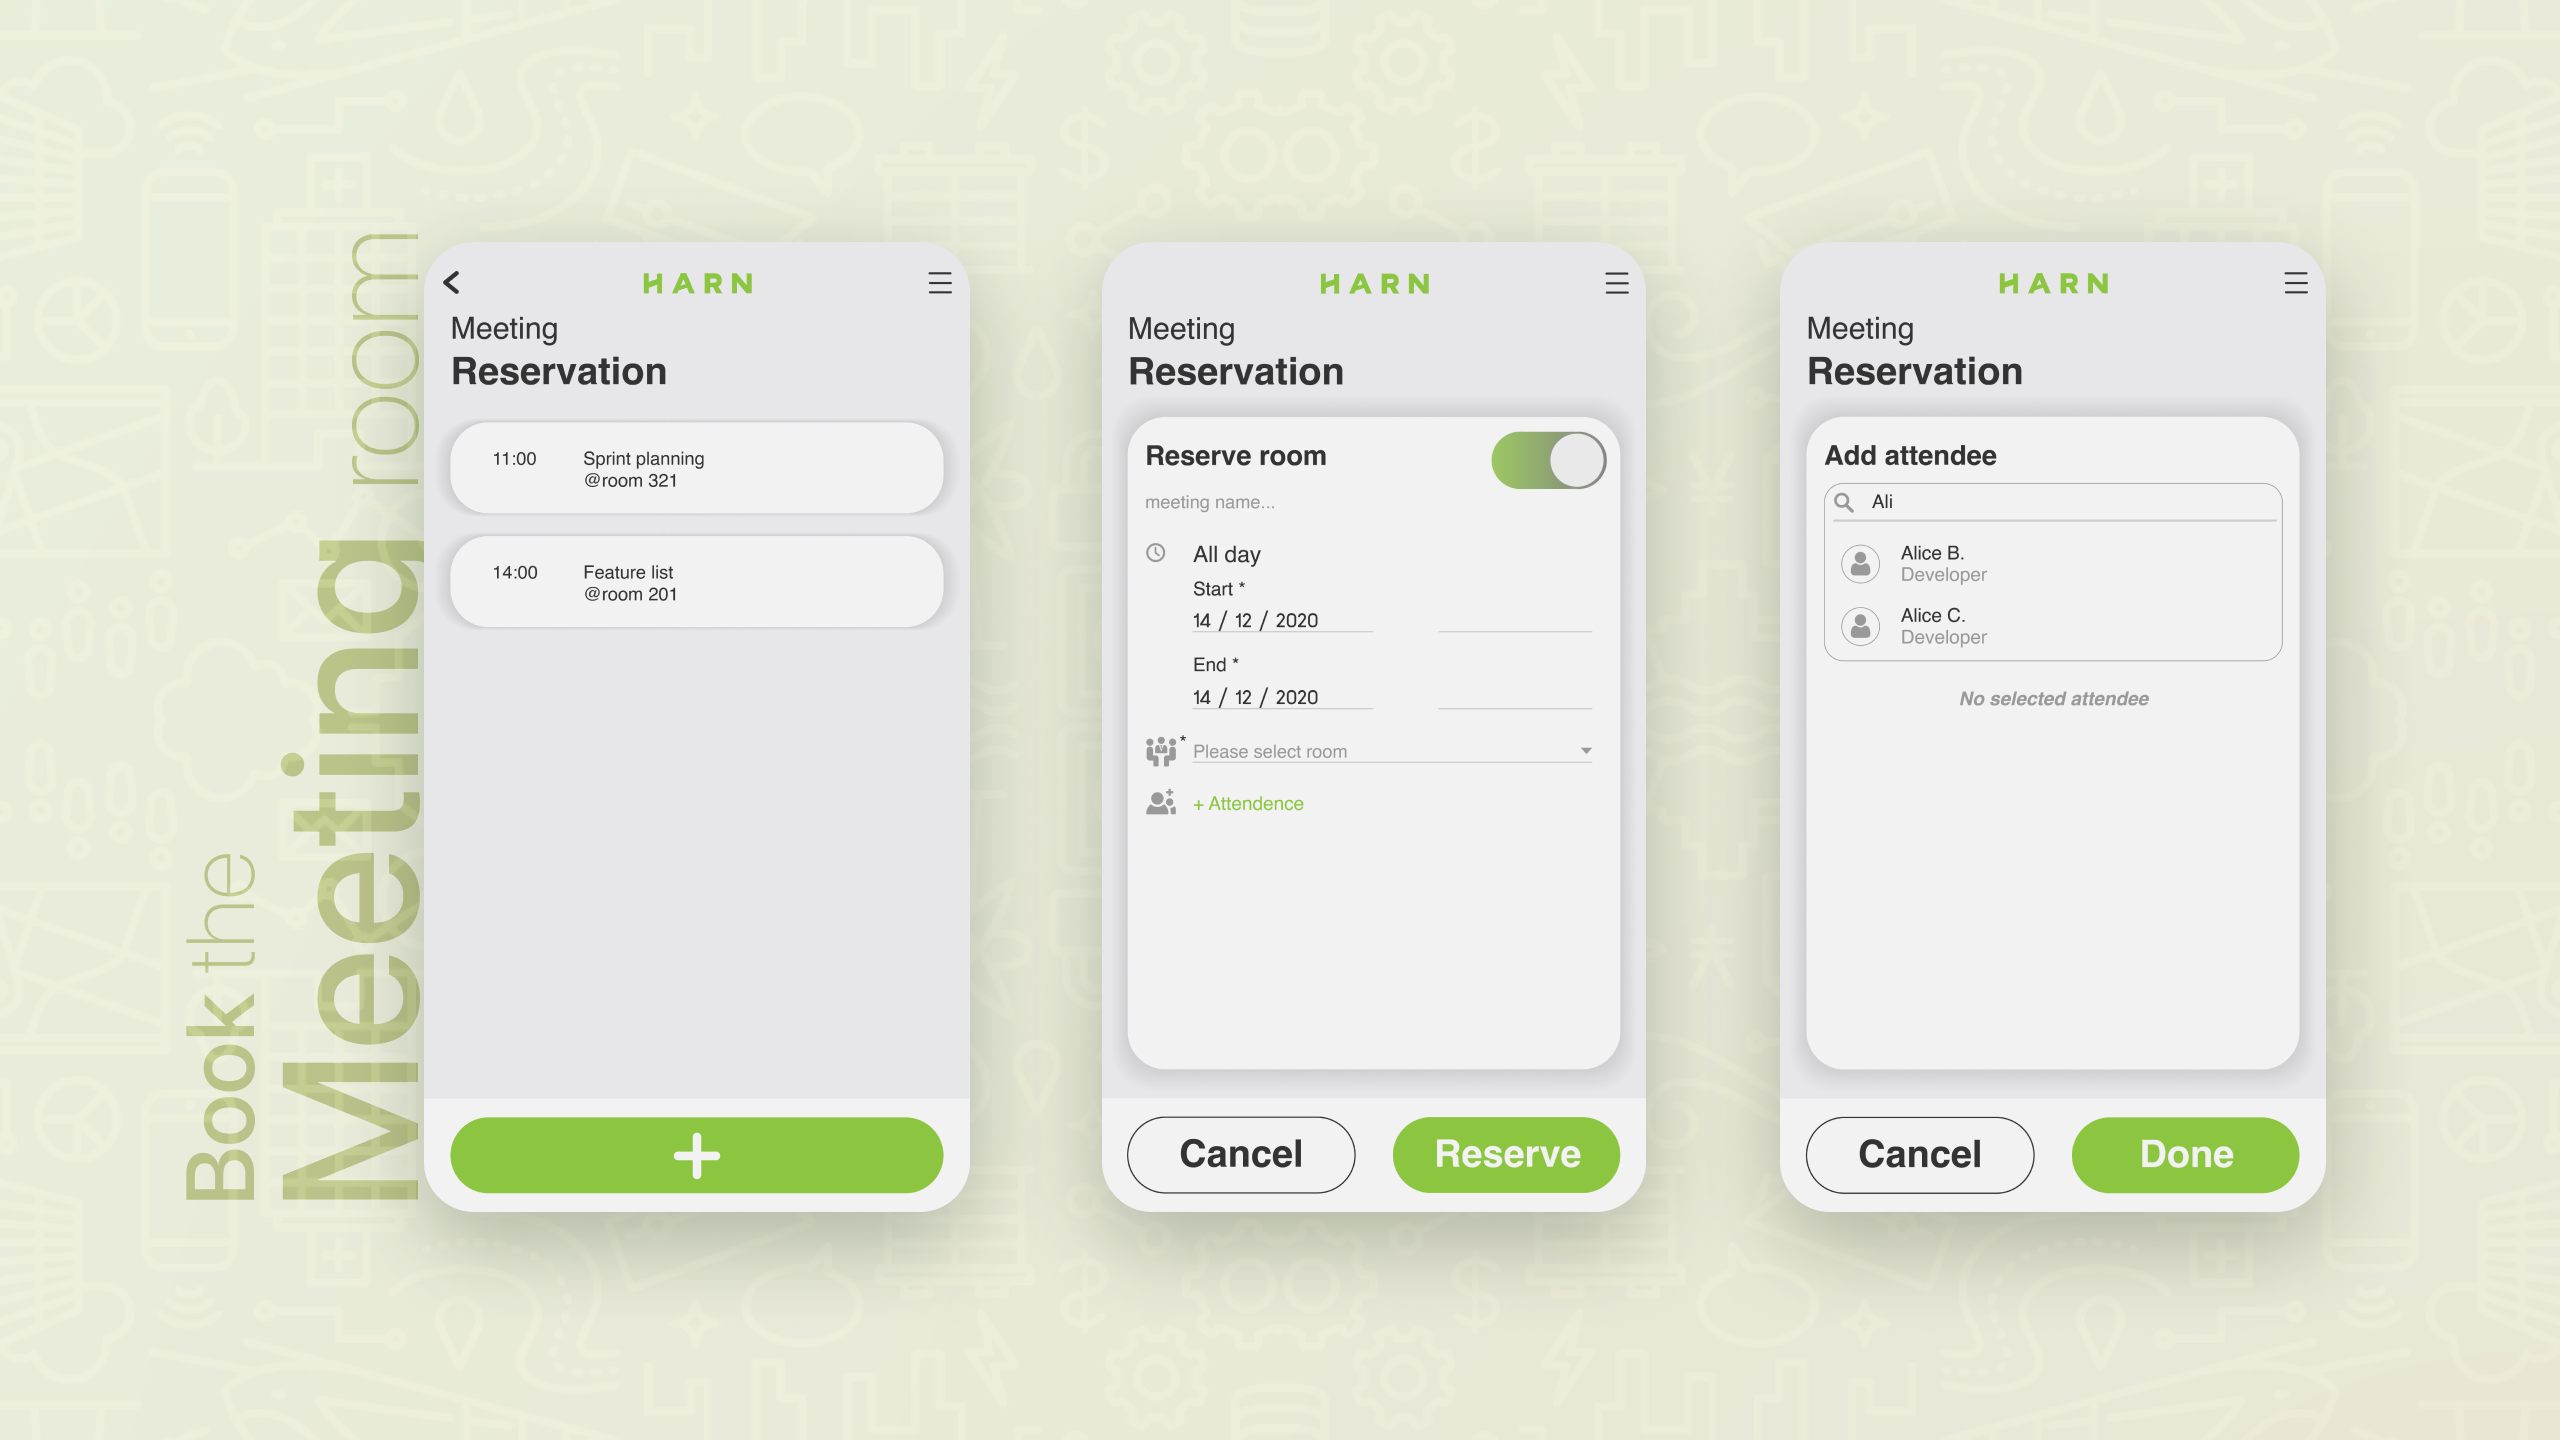 Book the
Meeting room
HARN
Meeting
Reservation
11:00 Sprint planning
@room 321
14:00 Feature list
@room 201
HARN
Meeting
Reservation
Reserve room
meeting name...
All day
Start *
14 / 12 / 2020
End *
14 / 12 / 2020
* Please select room
+ Attendence
Cancel Reserve
HARN
Meeting
Reservation
Add attendee
Ali
Alice B.
Developer
Alice C.
Developer
No selected attendee
Cancel Done